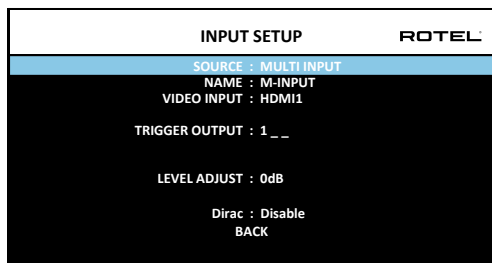 INPUT SETUP ROTEL
SOURCE : MULTI INPUT
NAME : M-INPUT
VIDEO INPUT : HDMI1
TRIGGER OUTPUT : 1 _ _
LEVEL ADJUST : 0dB
Dirac : Disable
BACK